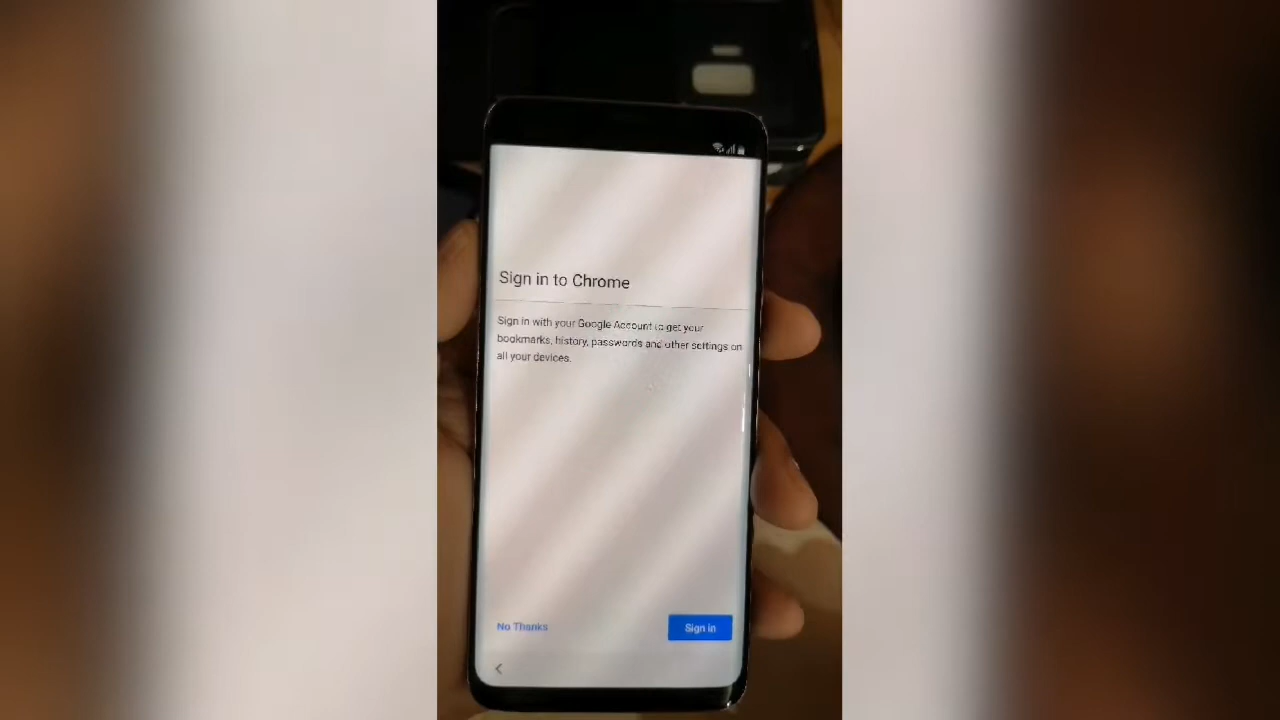 Sign in to Chrome
Sign in with your Google Account to get your
bookmarks, history, passwords and other settings on
all your devices.
No Thanks
Sign in